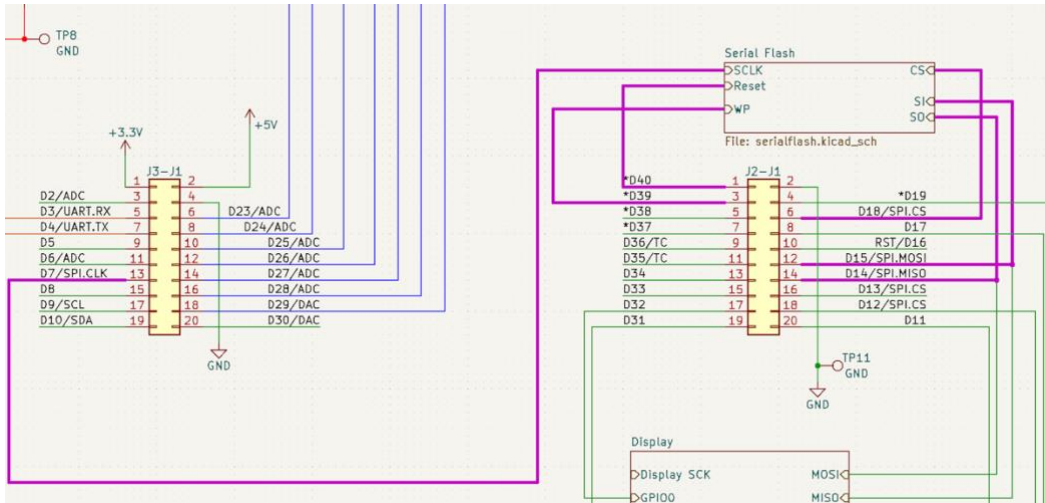 TP8
GND
+3.3V
+5V
J3-J1
1 2
D2/ADC 3 4
D3/UART.RX 5 6 D23/ADC
D4/UART.TX 7 8 D24/ADC
D5 9 10 D25/ADC
D6/ADC 11 12 D26/ADC
D7/SPI.CLK 13 14 D27/ADC
D8 15 16 D28/ADC
D9/SCL 17 18 D29/DAC
D10/SDA 19 20 D30/DAC
GND
Serial Flash
SCLK CS
Reset
WP SI
SO
File: serialflash.kicad_sch
J2-J1
*D40 1 2
*D39 3 4 *D19
*D38 5 6 D18/SPI.CS
*D37 7 8 D17
D36/TC 9 10 RST/D16
D35/TC 11 12 D15/SPI.MOSI
D34 13 14 D14/SPI.MISO
D33 15 16 D13/SPI.CS
D32 17 18 D12/SPI.CS
D31 19 20 D11
TP11
GND
GND
Display
Display SCK MOSI
GPIO0 MISO